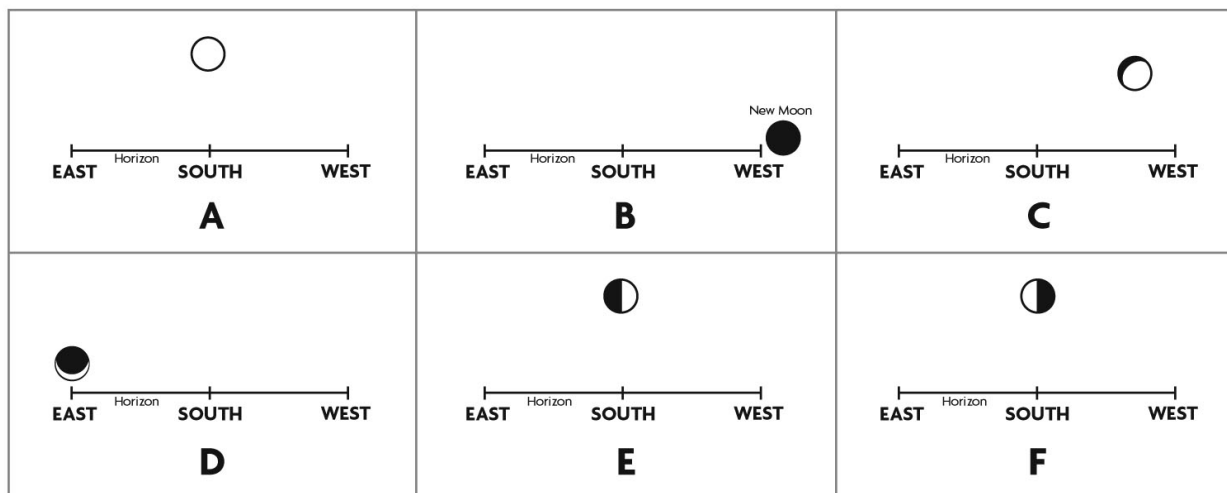 Horizon
EAST SOUTH WEST
A
New Moon
Horizon
EAST SOUTH WEST
B
Horizon
EAST SOUTH WEST
C
Horizon
EAST SOUTH WEST
D
Horizon
EAST SOUTH WEST
E
Horizon
EAST SOUTH WEST
F